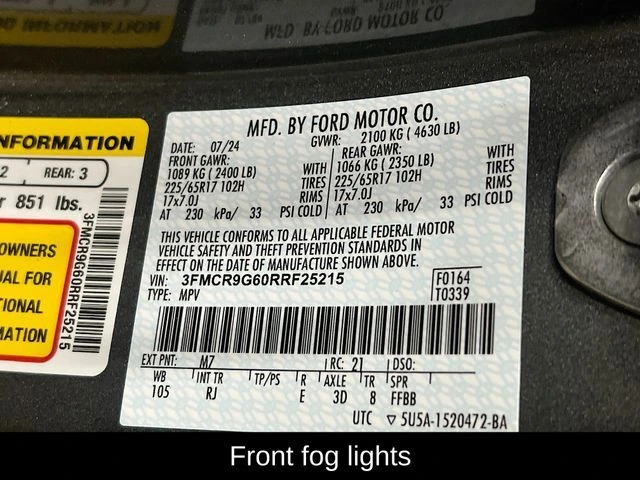 MFD. BY FORD MOTOR CO.
DATE: 07/24 GVWR: 2100 KG ( 4630 LB)
FRONT GAWR: REAR GAWR:
1089 KG ( 2400 LB) WITH 1066 KG ( 2350 LB) WITH
225/65R17 102H TIRES 225/65R17 102H TIRES
17x7.0J RIMS 17x7.0J RIMS
AT 230 kPa/ 33 PSI COLD AT 230 kPa/ 33 PSI COLD
THIS VEHICLE CONFORMS TO ALL APPLICABLE FEDERAL MOTOR
VEHICLE SAFETY AND THEFT PREVENTION STANDARDS IN
EFFECT ON THE DATE OF MANUFACTURE SHOWN ABOVE.
VIN: 3FMCR9G60RRF25215
TYPE: MPV
F0164
T0339
EXT PNT: M7 RC: 21 DSO:
WB INT TR TP/PS R AXLE TR SPR
105 RJ E 3D 8 FFBB
UTC ▽ 5U5A-1520472-BA
NFORMATION
2 REAR: 3
r 851 lbs.
OWNERS
UAL FOR
TIONAL
MATION
3FMCR9G60RRF25215
Front fog lights